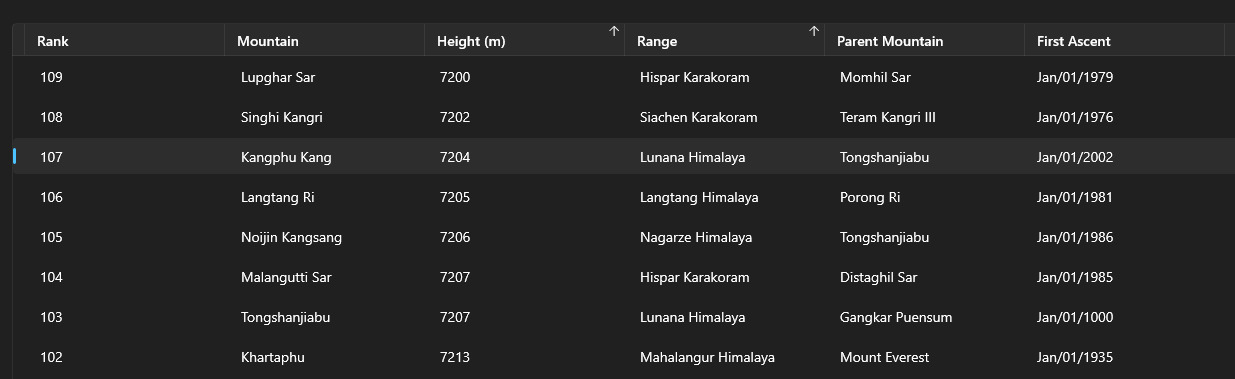 Rank Mountain Height (m) Range Parent Mountain First Ascent
109 Lupghar Sar 7200 Hispar Karakoram Momhil Sar Jan/01/1979
108 Singhi Kangri 7202 Siachen Karakoram Teram Kangri III Jan/01/1976
107 Kangphu Kang 7204 Lunana Himalaya Tongshanjiabu Jan/01/2002
106 Langtang Ri 7205 Langtang Himalaya Porong Ri Jan/01/1981
105 Noijin Kangsang 7206 Nagarze Himalaya Tongshanjiabu Jan/01/1986
104 Malangutti Sar 7207 Hispar Karakoram Distaghil Sar Jan/01/1985
103 Tongshanjiabu 7207 Lunana Himalaya Gangkar Puensum Jan/01/1000
102 Khartaphu 7213 Mahalangur Himalaya Mount Everest Jan/01/1935